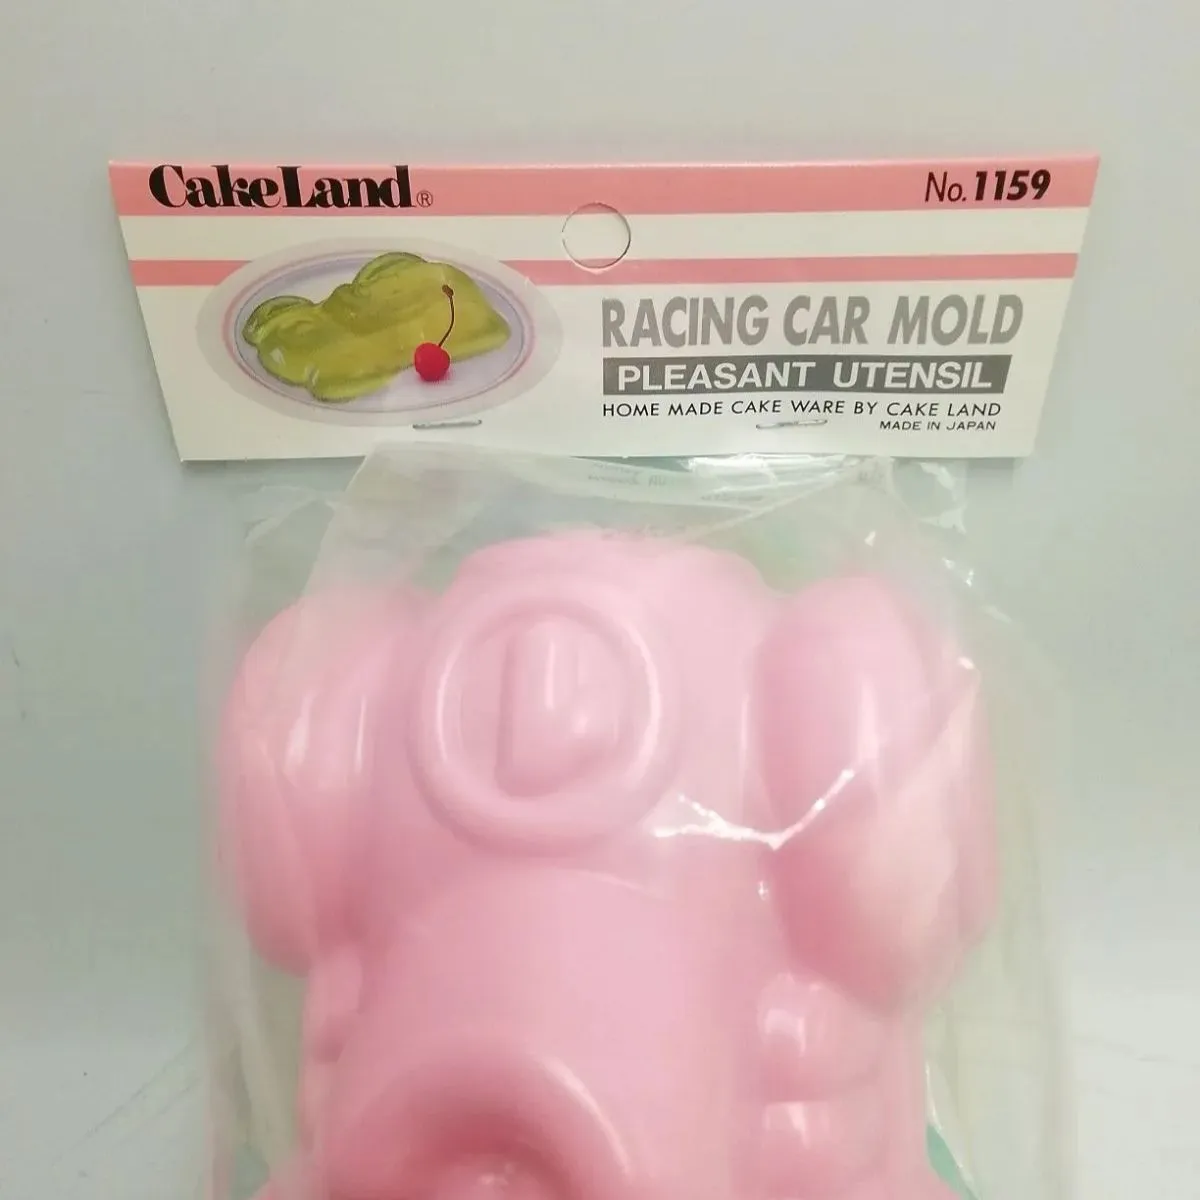 CakeLand®
No. 1159
RACING CAR MOLD
PLEASANT UTENSIL
HOME MADE CAKE WARE BY CAKE LAND
MADE IN JAPAN